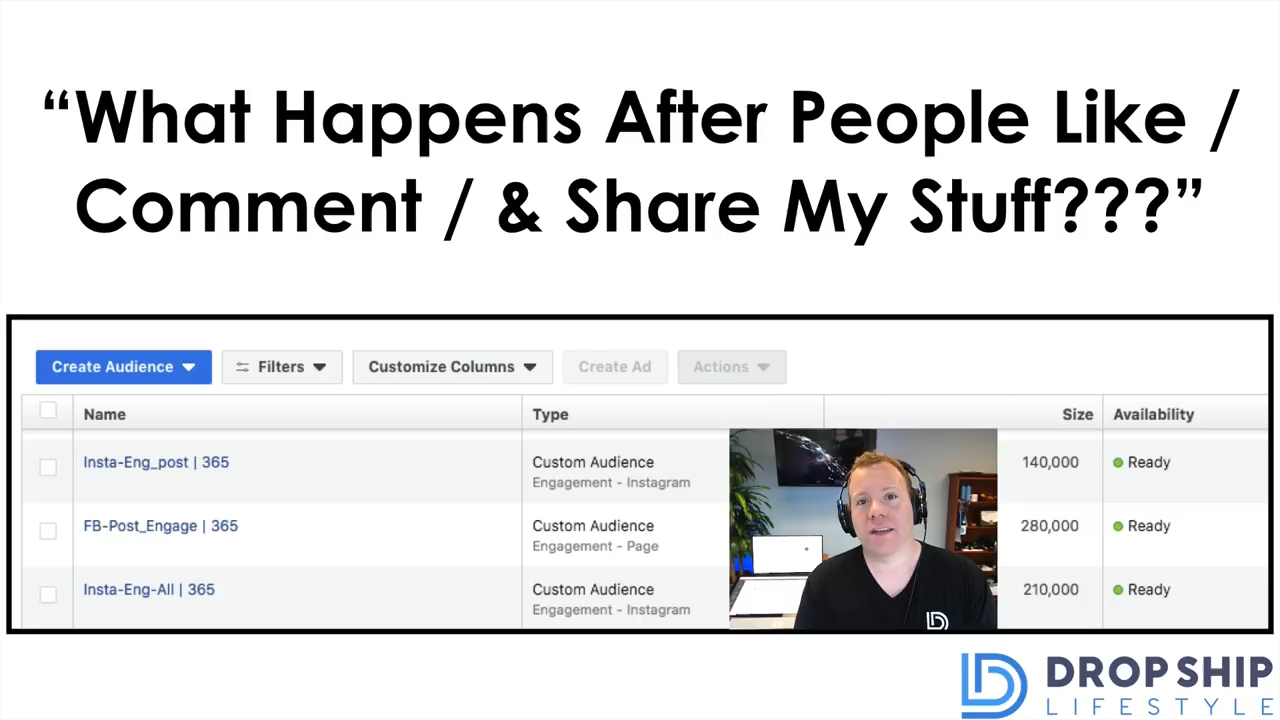 “What Happens After People Like /
Comment / & Share My Stuff???”
Create Audience Filters Customize Columns Create Ad Actions
Name Type Size Availability
Insta-Eng_post | 365 Custom Audience 140,000 Ready
Engagement - Instagram
FB-Post_Engage | 365 Custom Audience 280,000 Ready
Engagement - Page
Insta-Eng-All | 365 Custom Audience 210,000 Ready
Engagement - Instagram
DROP SHIP
LIFESTYLE